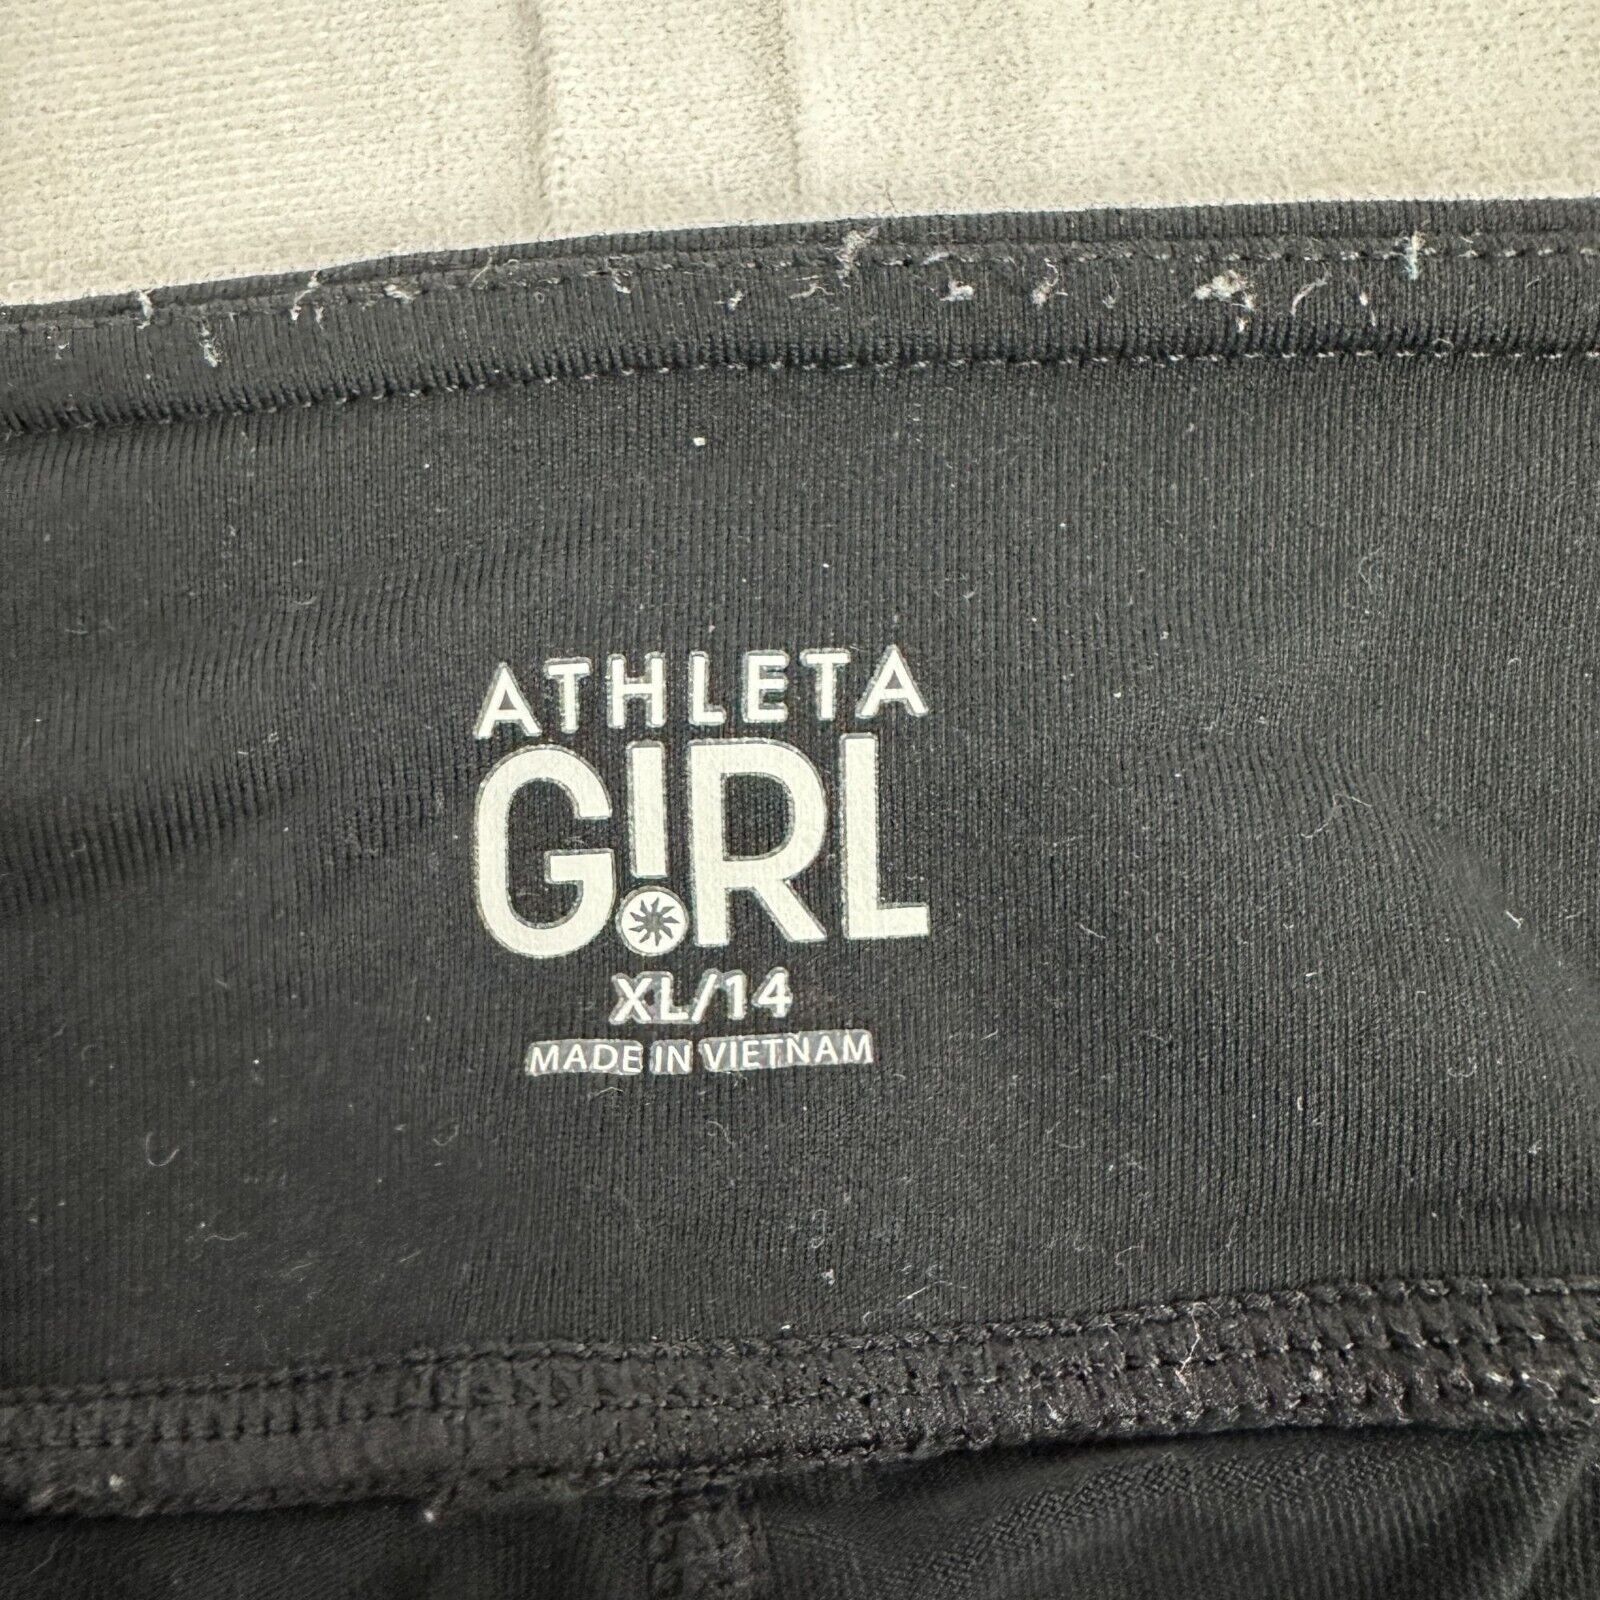 ATHLETA
G!RL
XL/14
MADE IN VIETNAM